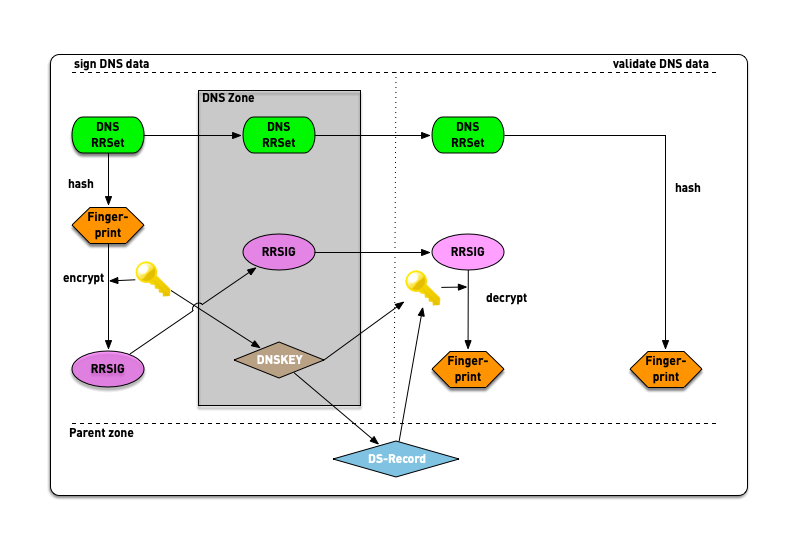 sign DNS data
validate DNS data
DNS Zone
DNS
RRSet
DNS
RRSet
DNS
RRSet
hash
hash
Finger-
print
RRSIG
RRSIG
encrypt
decrypt
DNSKEY
RRSIG
Finger-
print
Finger-
print
Parent zone
DS-Record